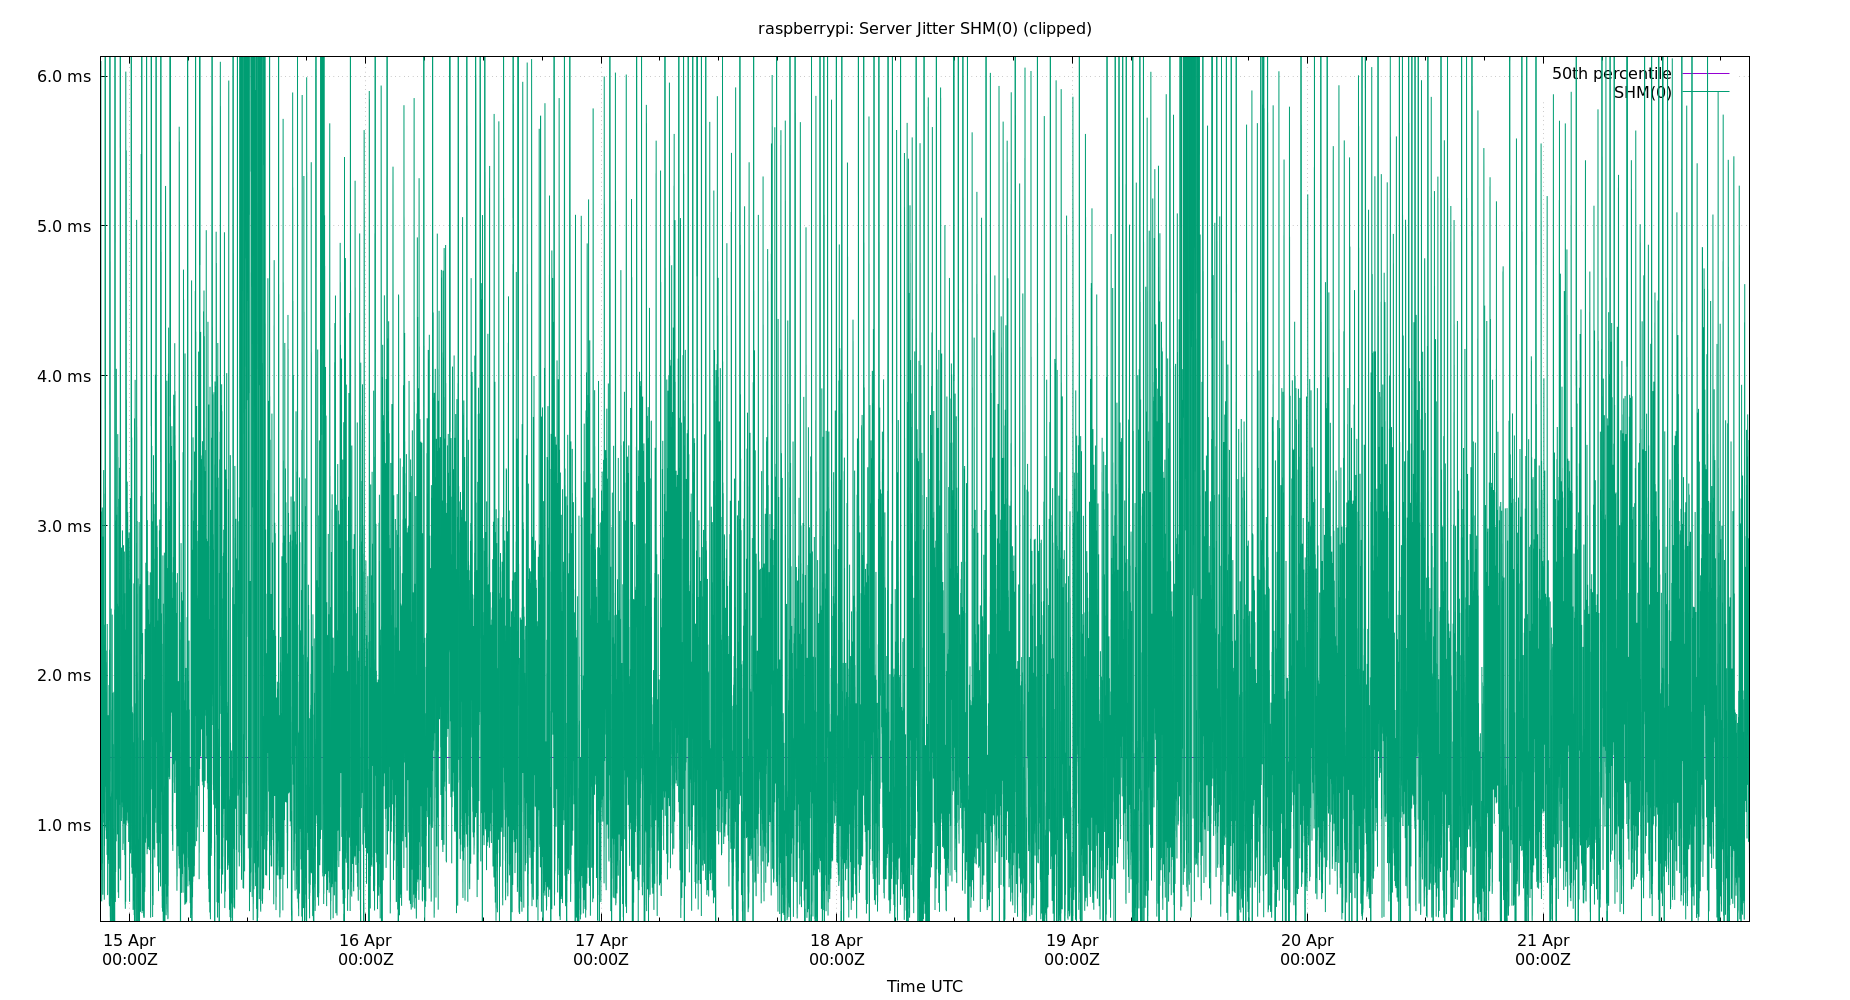 raspberrypi: Server Jitter SHM(0) (clipped)
6.0 ms
50th percentile
SHM(0)
5.0 ms
4.0 ms
3.0 ms
2.0 ms
1.0 ms
15 Apr 16 Apr 17 Apr 18 Apr 19 Apr 20 Apr 21 Apr
00:00Z 00:00Z 00:00Z 00:00Z 00:00Z 00:00Z 00:00Z
Time UTC